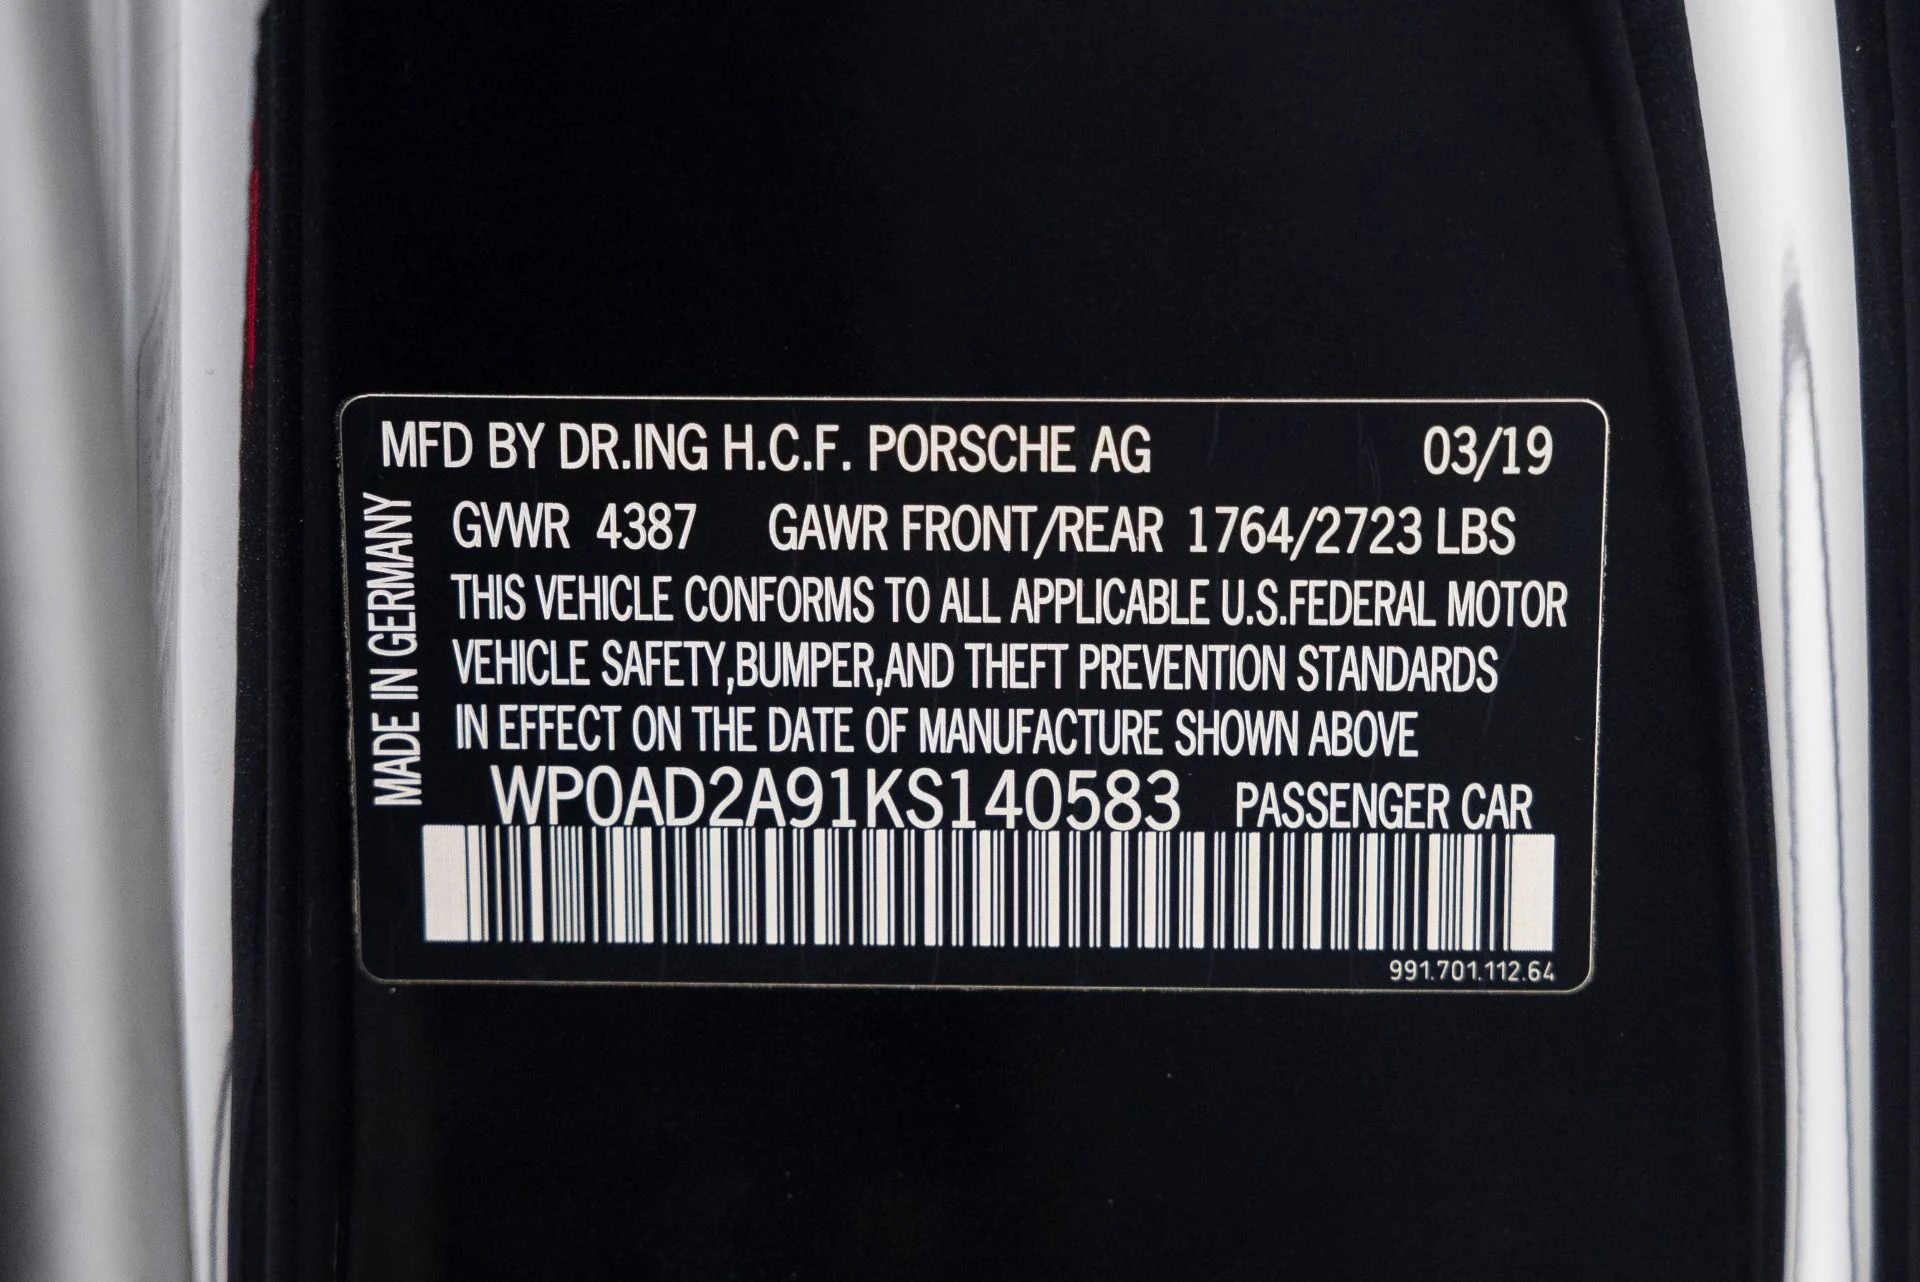 MFD BY DR.ING H.C.F. PORSCHE AG 03/19
MADE IN GERMANY
GVWR 4387 GAWR FRONT/REAR 1764/2723 LBS
THIS VEHICLE CONFORMS TO ALL APPLICABLE U.S.FEDERAL MOTOR
VEHICLE SAFETY,BUMPER,AND THEFT PREVENTION STANDARDS
IN EFFECT ON THE DATE OF MANUFACTURE SHOWN ABOVE
WP0AD2A91KS140583 PASSENGER CAR
991.701.112.64